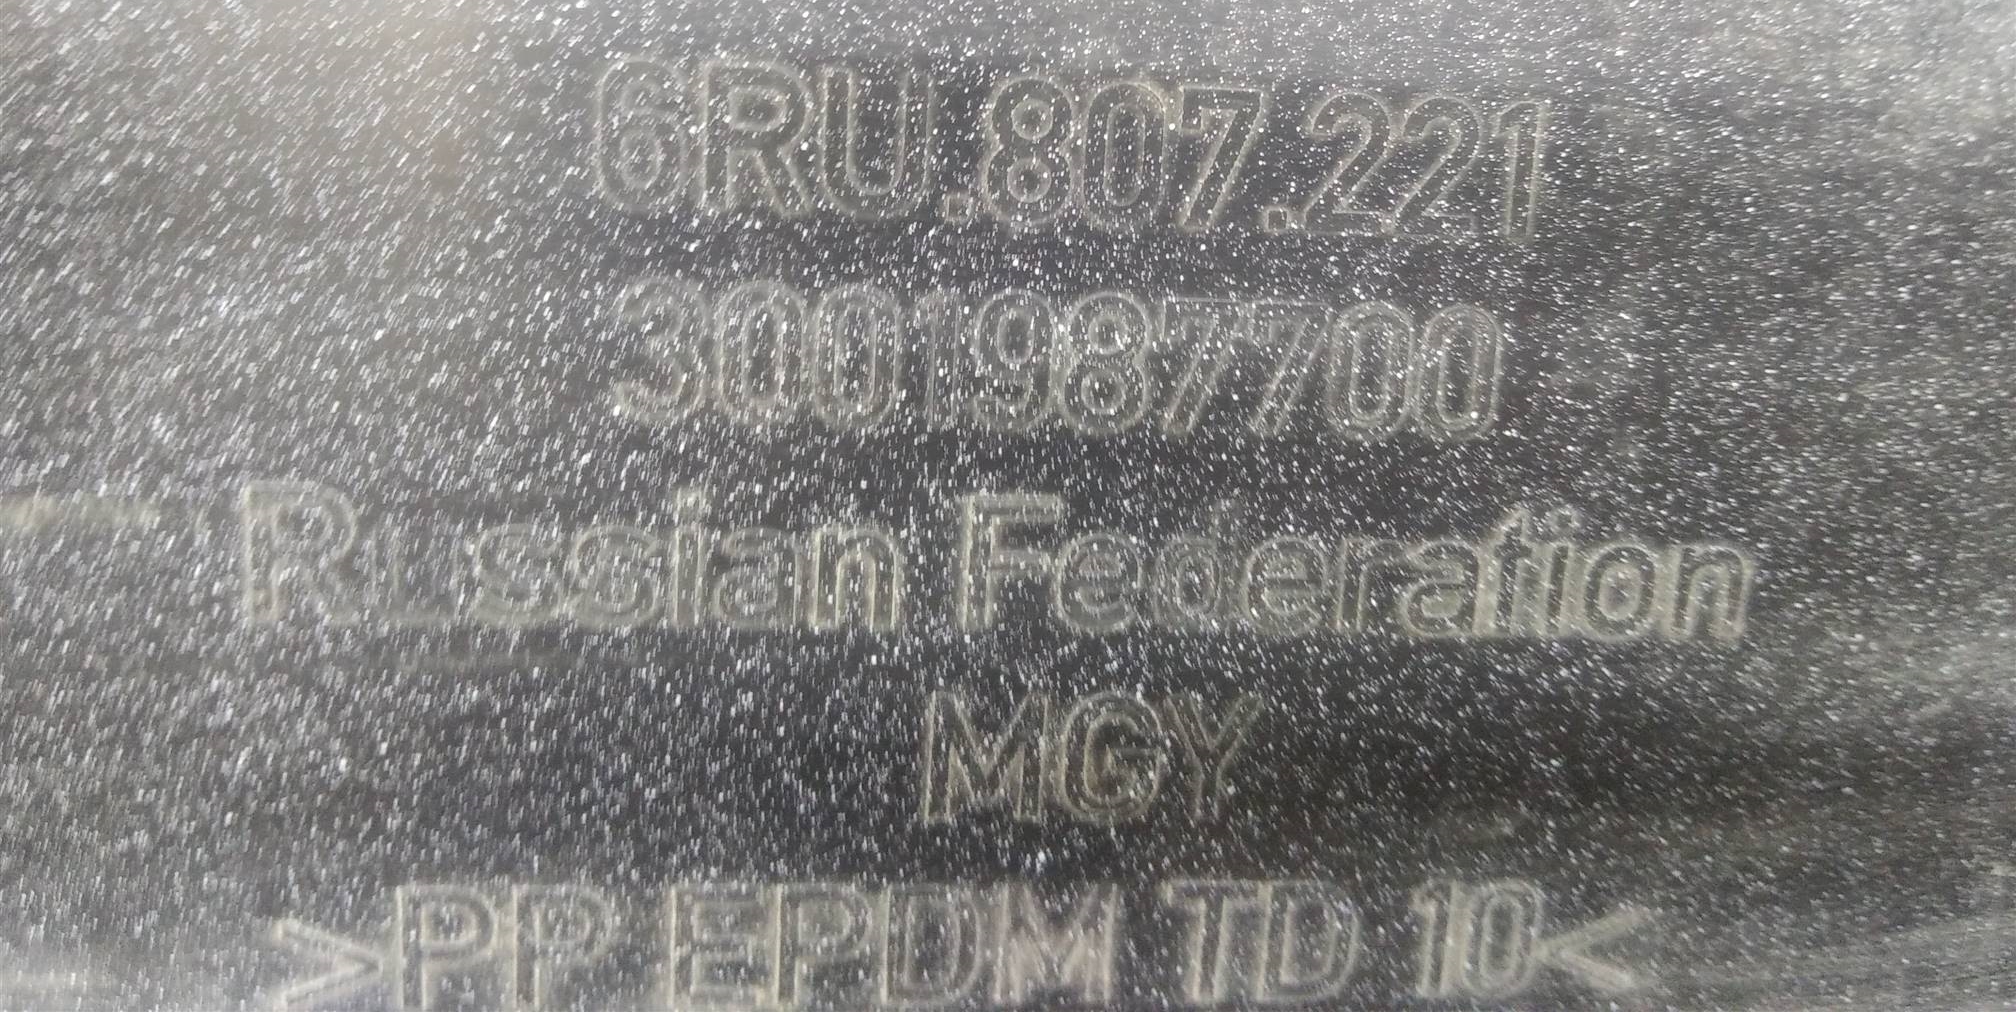 6RU.807.221
3001987700
Russian Federation
MGY
>PP EPDM TD 10<